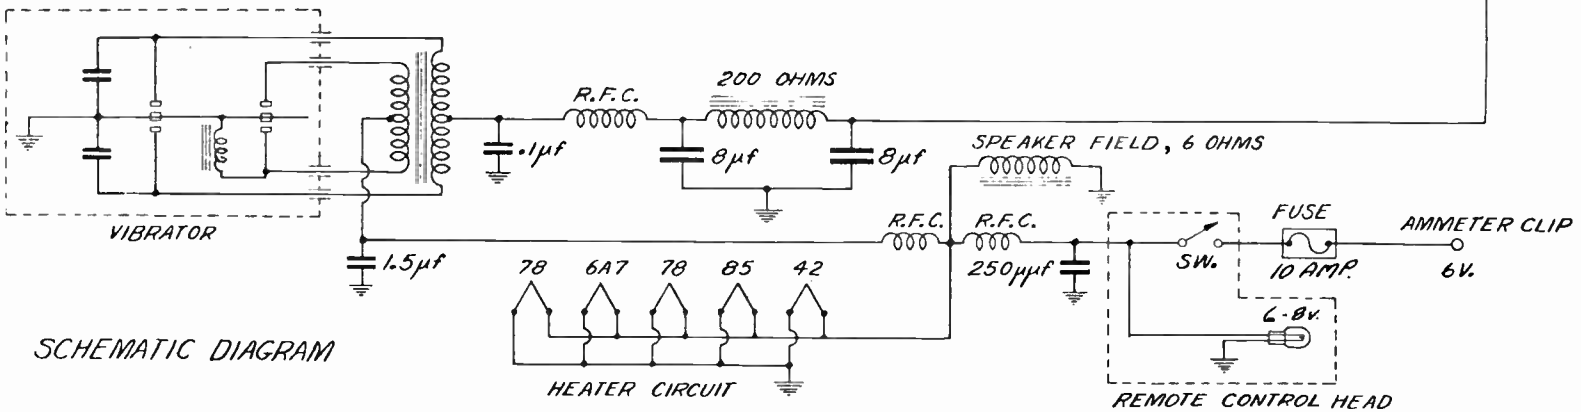 200 OHMS
R.F.C.
.1µf
8µf
8µf
SPEAKER FIELD, 6 OHMS
VIBRATOR
R.F.C.
R.F.C.
FUSE
AMMETER CLIP
1.5µf
250µµf
SW.
10 AMP.
6V.
78 6A7 78 85 42
6-8V.
SCHEMATIC DIAGRAM
HEATER CIRCUIT
REMOTE CONTROL HEAD